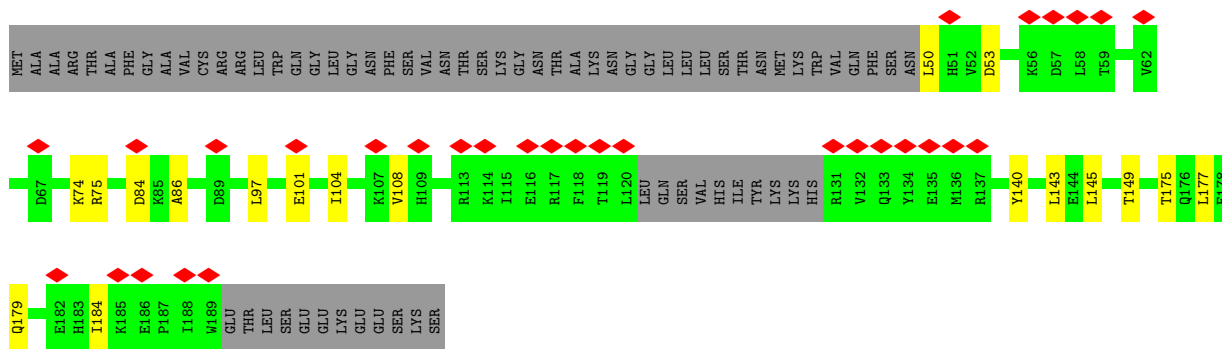 MET ALA ALA ARG THR ALA PHE GLY ALA VAL CYS ARG ARG LEU TRP GLN GLY LEU GLY ASN PHE SER VAL ASN THR SER LYS GLY ASN THR ALA LYS ASN GLY GLY LEU LEU LEU SER THR ASN MET LYS TRP VAL GLN PHE SER ASN L50 H51 V52 D53 K56 D57 L58 T59 V62
D67 K74 R75 D84 K85 A86 D89 L97 E101 I104 K107 V108 H109 R113 K114 I115 E116 R117 F118 T119 L120 LEU GLN SER VAL HIS ILE TYR LYS LYS HIS R131 V132 Q133 Y134 E135 M136 R137 Y140 L143 E144 L145 T149 T175 Q176 L177
Q179 E182 H183 I184 K185 E186 P187 I188 W189 GLU THR LEU SER GLU GLU LYS GLU GLU SER LYS SER